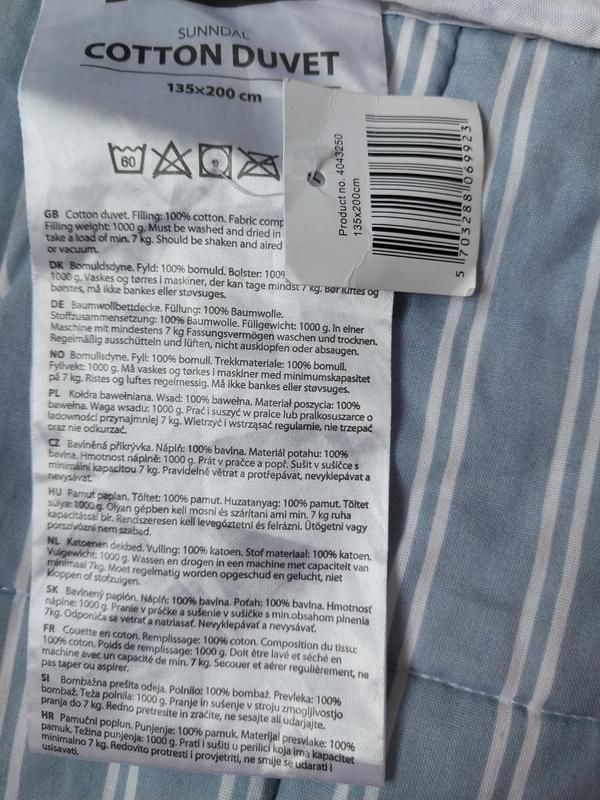 SUNNDAL
COTTON DUVET
135x200 cm
60
Product no. 4043250
135x200cm
5 703288 069923
GB Cotton duvet. Filling: 100% cotton. Fabric comp
Filling weight: 1000 g. Must be washed and dried in
take a load of min. 7 kg. Should be shaken and aired
or vacuum.
DK Bomuldsdyne. Fyld: 100% bomuld. Bolster: 100%
1000 g. Vaskes og tørres i maskiner, der kan tage mindst 7 kg. Bør luftes og
børstes, må ikke bankes eller støvsuges.
DE Baumwollbettdecke. Füllung: 100% Baumwolle.
Stoffzusammensetzung: 100% Baumwolle. Füllgewicht: 1000 g. In einer
Maschine mit mindestens 7 kg Fassungsvermögen waschen und trocknen.
Regelmäßig ausschütteln und lüften, nicht ausklopfen oder absaugen.
NO Bomullsdyne. Fyll: 100% bomull. Trekkmateriale: 100% bomull.
Fyllvekt: 1000 g. Må vaskes og tørkes i maskiner med minimumskapasitet
på 7 kg. Ristes og luftes regelmessig. Må ikke bankes eller støvsuges.
PL Kołdra bawełniana. Wsad: 100% bawełna. Materiał poszycia: 100%
bawełna. Waga wsadu: 1000 g. Prać i suszyć w pralce lub pralkosuszarce o
ładowności przynajmniej 7 kg. Wietrzyć i wstrząsać regularnie, nie trzepać
oraz nie odkurzać.
CZ Bavlněná přikrývka. Náplň: 100% bavlna. Materiál potahu: 100%
bavlna. Hmotnost náplně: 1000 g. Prát v pračce a popř. Sušit v sušičce s
minimální kapacitou 7 kg. Pravidelně větrat a protřepávat, nevyklepávat a
nevysávat.
HU Pamut paplan. Töltet: 100% pamut. Huzatanyag: 100% pamut. Töltet
súlya: 1000 g. Olyan gépben kell mosni és szárítani ami min. 7 kg ruha
kapacitással bír. Rendszeresen kell levegőztetni és felrázni. Ütögetni vagy
porszívózni nem szabad.
NL Katoenen dekbed. Vulling: 100% katoen. Stof materiaal: 100% katoen.
Vulgewicht: 1000 g. Wassen en drogen in een machine met capaciteit van
minimaal 7kg. Moet regelmatig worden opgeschud en gelucht, niet
kloppen of stofzuigen.
SK Bavlnený paplón. Náplň: 100% bavlna. Poťah: 100% bavlna. Hmotnosť
náplne: 1000 g. Pranie v práčke a sušenie v sušičke s min.obsahom plnenia
7kg. Odporúča sa vetrať a natriasať. Nevyklepávať a nevysávať.
FR Couette en coton. Remplissage: 100% coton. Composition du tissu:
100% coton. Poids de remplissage: 1000 g. Doit être lavé et séché en
machine avec un capacité de min. 7 kg. Secouer et aérer regulièrement, ne
pas taper ou aspirer.
SI Bombažna prešita odeja. Polnilo: 100% bombaž. Prevleka: 100%
bombaž. Teža polnila: 1000 g. Pranje in sušenje v stroju zmogljivostjo
pranja do 7 kg. Redno pretresite in zračite, ne sesajte ali udarjajte.
HR Pamučni poplun. Punjenje: 100% pamuk. Materijal presvlake: 100%
pamuk. Težina punjenja: 1000 g. Prati i sušiti u perilici koja ima kapacitet
minimalno 7 kg. Redovito protresti i provjetriti, ne smije se udarati i
usisavati.